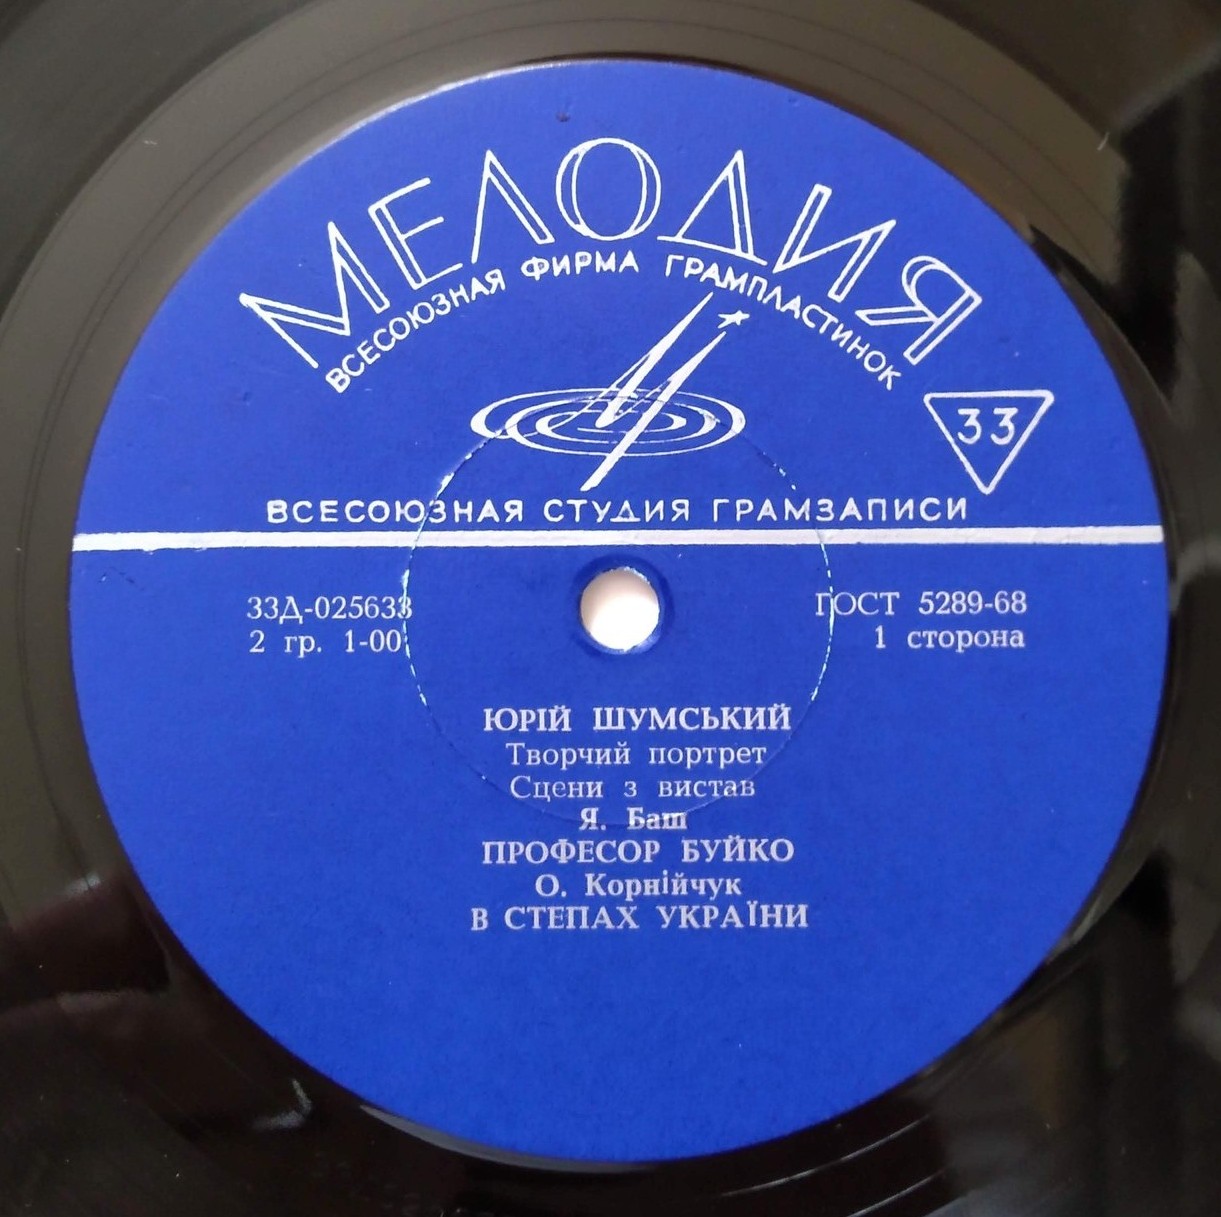 МЕЛОДИЯ
ВСЕСОЮЗНАЯ ФИРМА ГРАМПЛАСТИНОК
33
ВСЕСОЮЗНАЯ СТУДИЯ ГРАМЗАПИСИ
33Д-025633 ГОСТ 5289-68
2 гр. 1-00 1 сторона
ЮРІЙ ШУМСЬКИЙ
Творчий портрет
Сцени з вистав
Я. Баш
ПРОФЕСОР БУЙКО
О. Корнійчук
В СТЕПАХ УКРАЇНИ